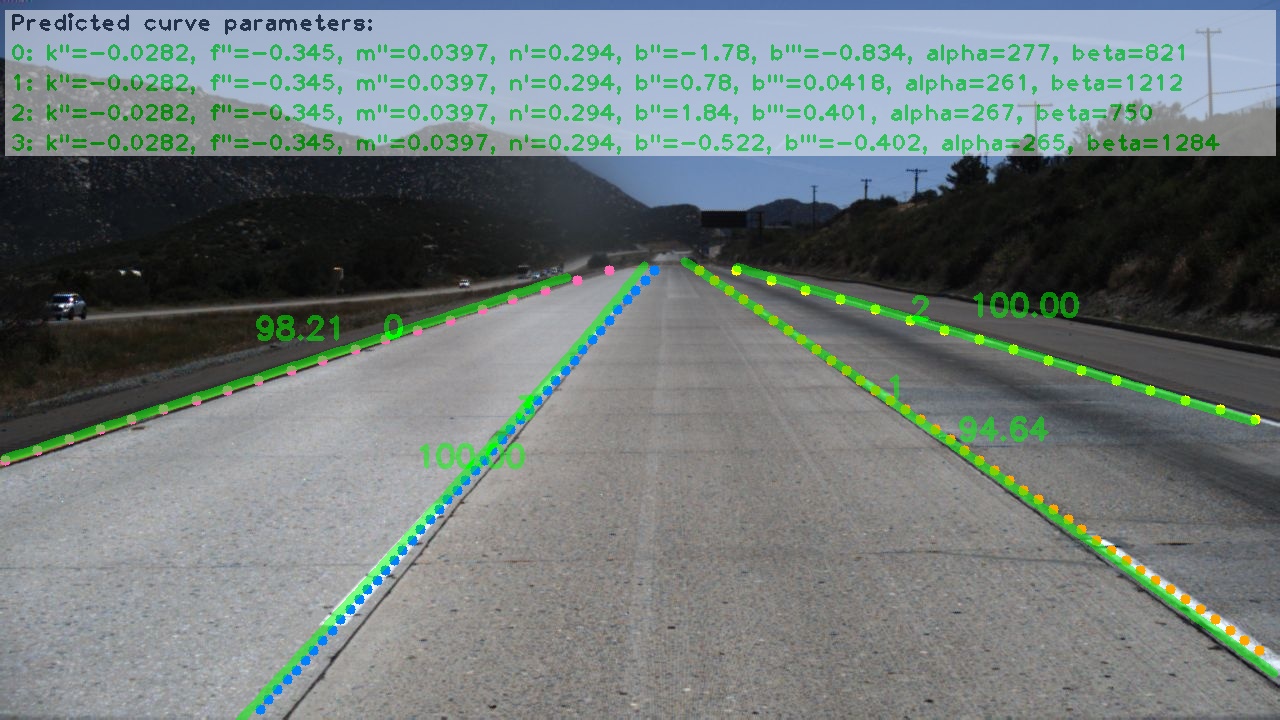 Predicted curve parameters:
0: k''=-0.0282, f''=-0.345, m''=0.0397, n'=0.294, b''=-1.78, b'''=-0.834, alpha=277, beta=821
1: k''=-0.0282, f''=-0.345, m''=0.0397, n'=0.294, b''=0.78, b'''=0.0418, alpha=261, beta=1212
2: k''=-0.0282, f''=-0.345, m''=0.0397, n'=0.294, b''=1.84, b'''=0.401, alpha=267, beta=750
3: k''=-0.0282, f''=-0.345, m''=0.0397, n'=0.294, b''=-0.522, b'''=-0.402, alpha=265, beta=1284
2 100.00
98.21 0
1
94.64
100.00